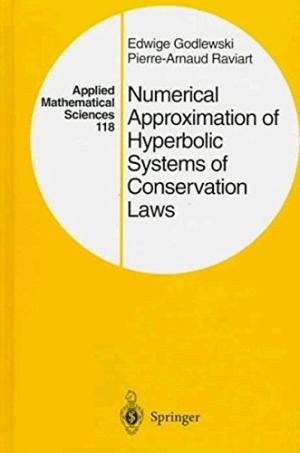 Edwige Godlewski
Pierre-Arnaud Raviart
Applied
Mathematical
Sciences
118
Numerical
Approximation of
Hyperbolic
Systems of
Conservation
Laws
Springer